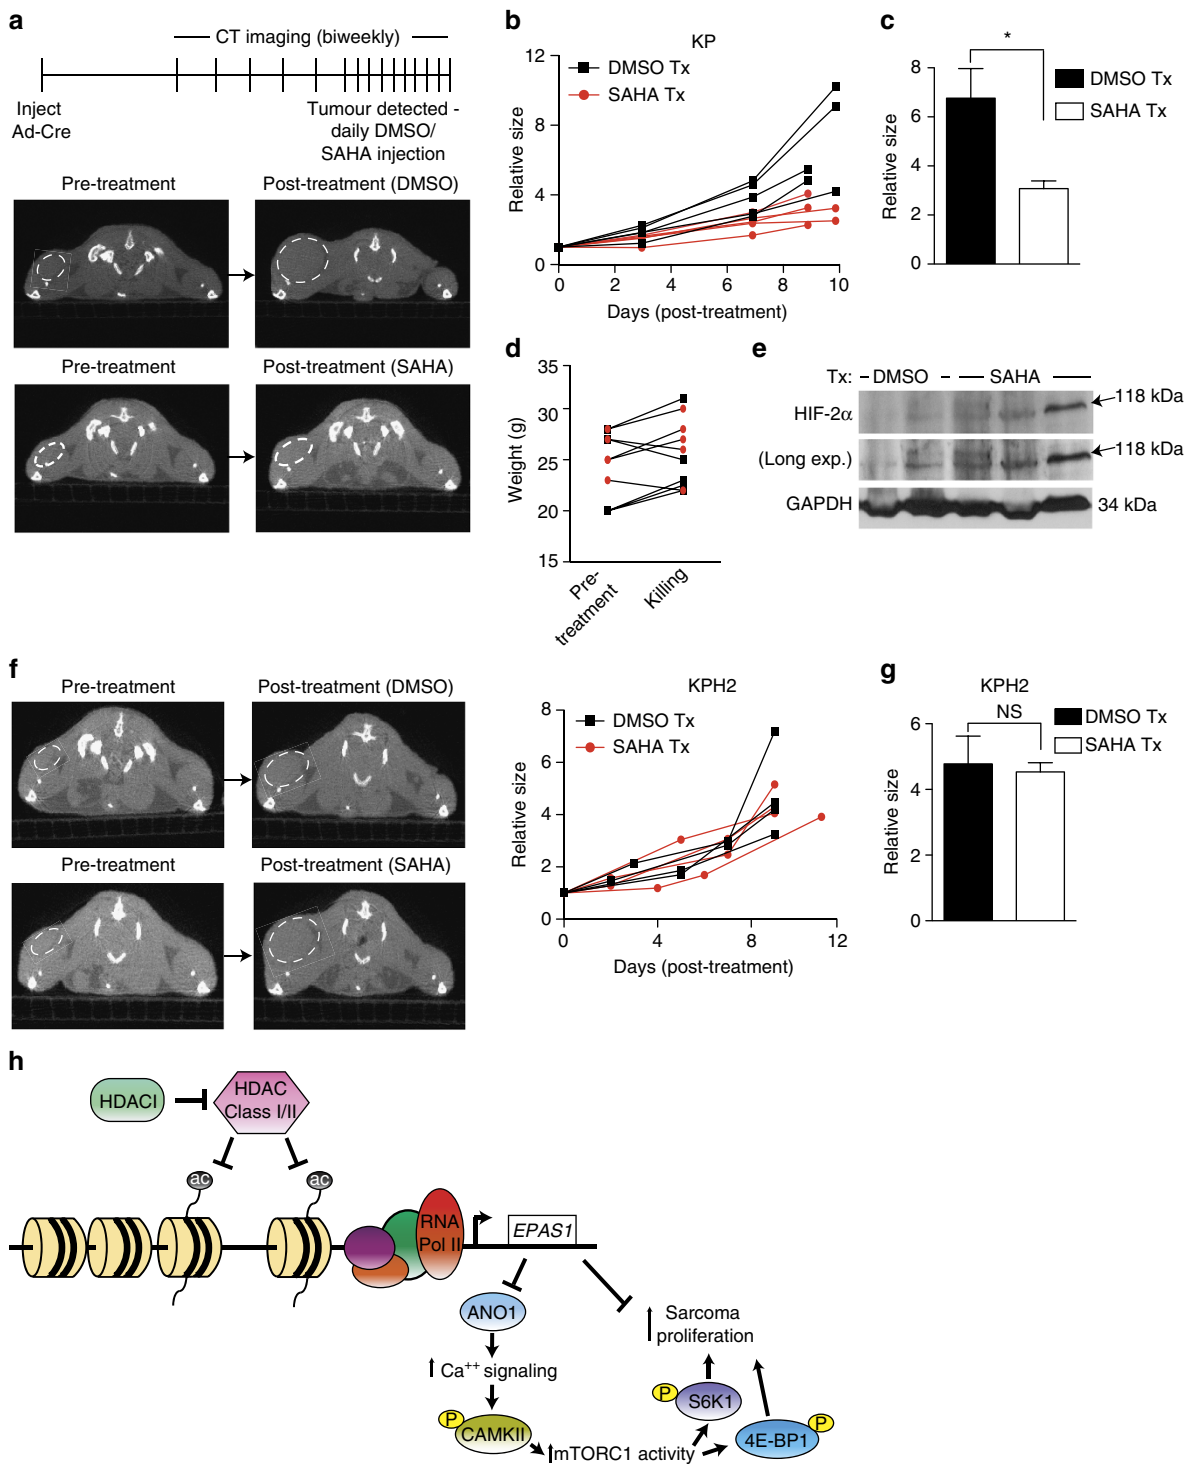 a
CT imaging (biweekly)
Inject
Ad-Cre
Tumour detected -
daily DMSO/
SAHA injection
Pre-treatment
Post-treatment (DMSO)
Pre-treatment
Post-treatment (SAHA)
b
KP
DMSO Tx
SAHA Tx
Relative size
12
8
4
0
0 2 4 6 8 10
Days (post-treatment)
c
*
DMSO Tx
SAHA Tx
Relative size
8
6
4
2
0
d
Weight (g)
35
30
25
20
15
Pre-
treatment
Killing
e
Tx: DMSO SAHA
HIF-2α
118 kDa
(Long exp.)
118 kDa
GAPDH
34 kDa
f
Pre-treatment
Post-treatment (DMSO)
Pre-treatment
Post-treatment (SAHA)
KPH2
DMSO Tx
SAHA Tx
Relative size
8
6
4
2
0
0 4 8 12
Days (post-treatment)
g
KPH2
NS
DMSO Tx
SAHA Tx
Relative size
6
4
2
0
h
HDACI
HDAC
Class I/II
ac
ac
RNA
Pol II
EPAS1
ANO1
Ca++ signaling
P
CAMKII
mTORC1 activity
P
S6K1
P
4E-BP1
Sarcoma
proliferation